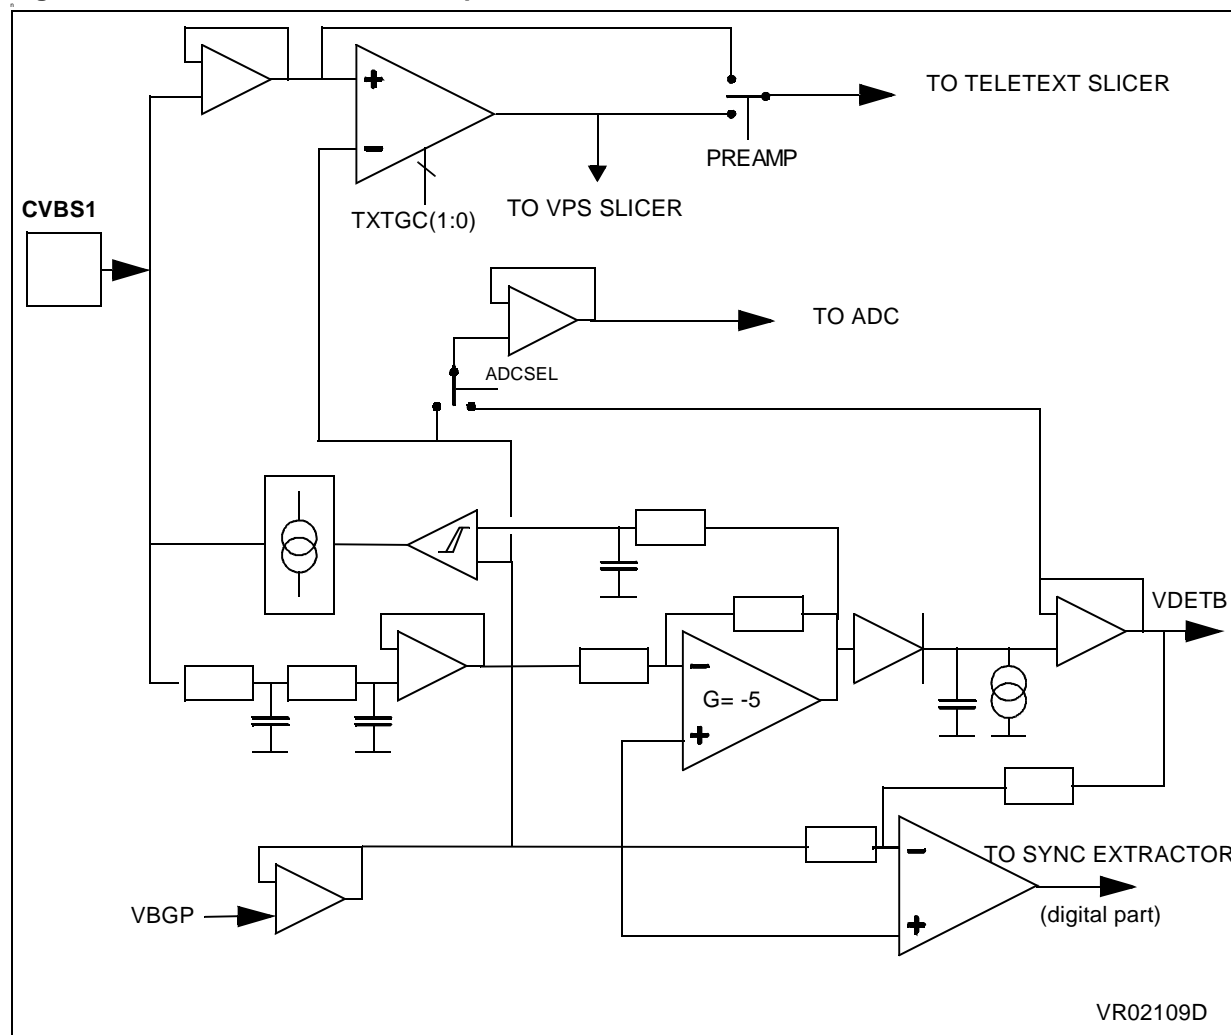 TO TELETEXT SLICER
PREAMP
CVBS1
TXTGC(1:0)
TO VPS SLICER
TO ADC
ADCSEL
VDETB
G= -5
TO SYNC EXTRACTOR
VBGP
(digital part)
VR02109D